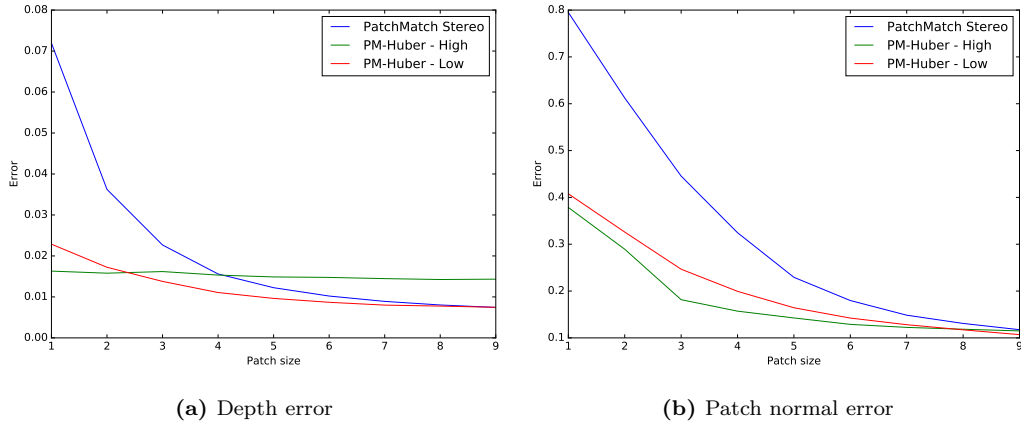 0.08
0.07
0.06
0.05
0.04
0.03
0.02
0.01
0.00
Error
1 2 3 4 5 6 7 8 9
Patch size
PatchMatch Stereo
PM-Huber - High
PM-Huber - Low
(a) Depth error
0.8
0.7
0.6
0.5
0.4
0.3
0.2
0.1
Error
1 2 3 4 5 6 7 8 9
Patch size
PatchMatch Stereo
PM-Huber - High
PM-Huber - Low
(b) Patch normal error